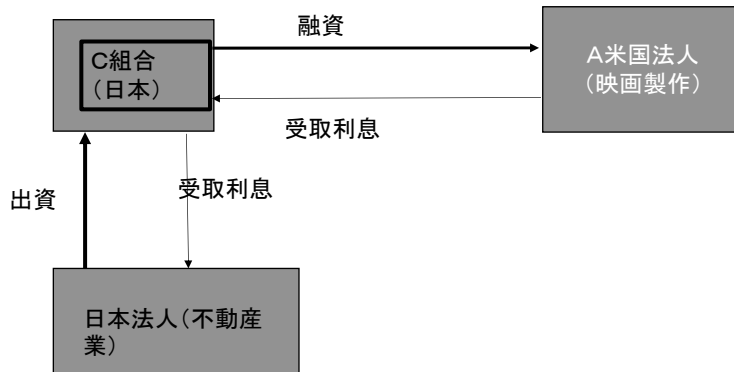 融資
C組合
（日本）
A米国法人
（映画製作）
受取利息
受取利息
出資
日本法人（不動産
業）